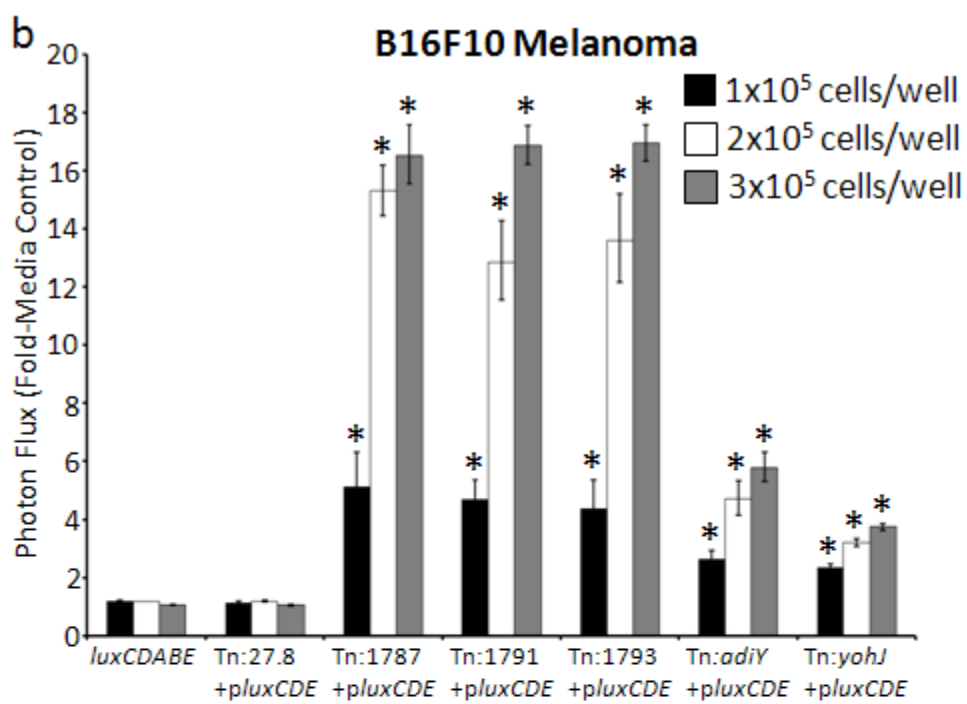 b
B16F10 Melanoma
1x10⁵ cells/well
2x10⁵ cells/well
3x10⁵ cells/well
Photon Flux (Fold-Media Control)
20
18
16
14
12
10
8
6
4
2
0
* * * * * * * * * * * * * * *
luxCDABE Tn:27.8 Tn:1787 Tn:1791 Tn:1793 Tn:adiY Tn:yohJ
+pluxCDE +pluxCDE +pluxCDE +pluxCDE +pluxCDE +pluxCDE